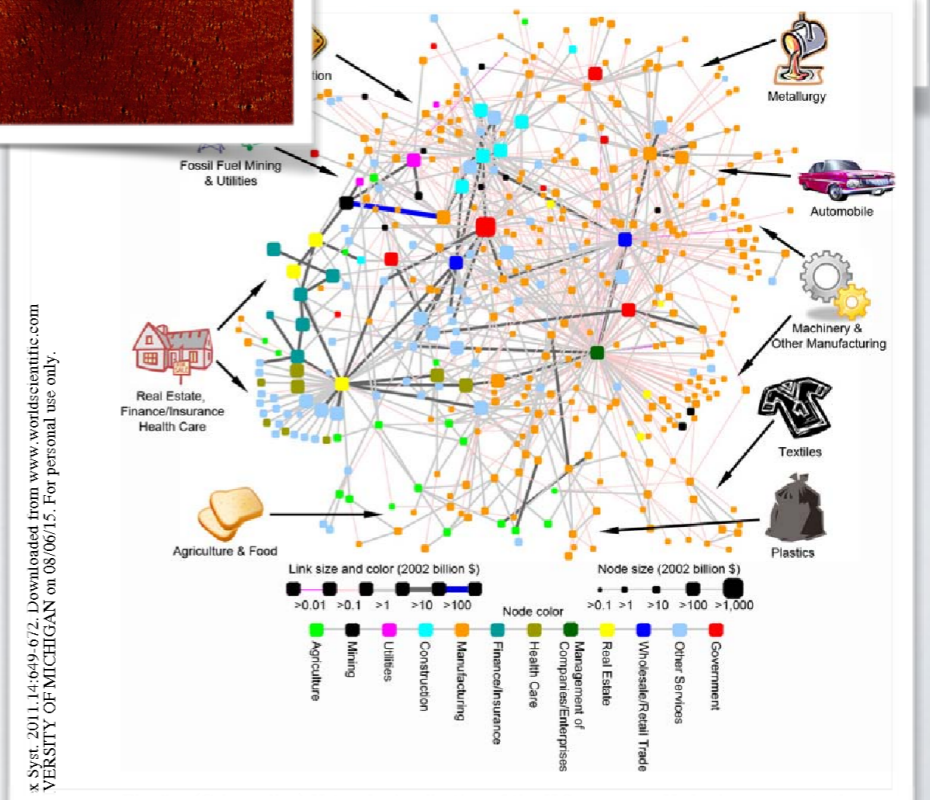 tion
Metallurgy
Fossil Fuel Mining
& Utilities
Automobile
Machinery &
Other Manufacturing
Real Estate,
Finance/Insurance
Health Care
Textiles
Agriculture & Food
Plastics
Link size and color (2002 billion $)
>0.01 >0.1 >1 >10 >100
Node size (2002 billion $)
>0.1 >1 >10 >100 >1,000
Node color
Agriculture
Mining
Utilities
Construction
Manufacturing
Finance/Insurance
Health Care
Management of
Companies/Enterprises
Real Estate
Wholesale/Retail Trade
Other Services
Government
x Syst. 2011.14:649-672. Downloaded from www.worldscientific.com
VERSITY OF MICHIGAN on 08/06/15. For personal use only.